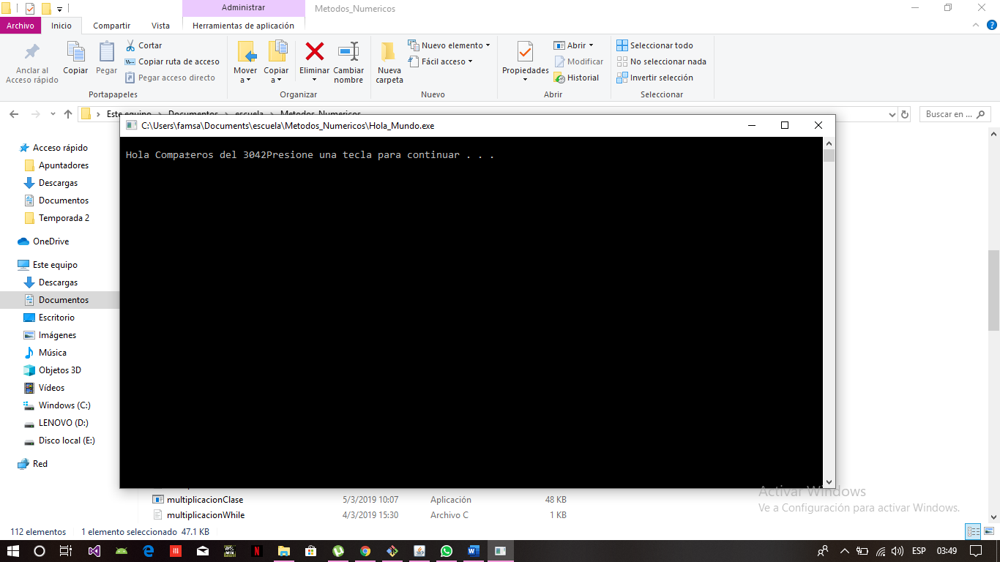 Administrar
Metodos_Numericos
Archivo
Inicio
Compartir
Vista
Herramientas de aplicación
Anclar al
Acceso rápido
Copiar
Pegar
Cortar
Copiar ruta de acceso
Pegar acceso directo
Portapapeles
Mover
a
Copiar
a
Eliminar
Cambiar
nombre
Organizar
Nueva
carpeta
Nuevo elemento
Fácil acceso
Nuevo
Propiedades
Abrir
Modificar
Historial
Abrir
Seleccionar todo
No seleccionar nada
Invertir selección
Seleccionar
Este equipo > Documentos > escuela > Metodos_Numericos
Buscar en ...
C:\Users\famsa\Documents\escuela\Metodos_Numericos\Hola_Mundo.exe
Hola Compa±eros del 3042Presione una tecla para continuar . . .
Acceso rápido
Apuntadores
Descargas
Documentos
Temporada 2
OneDrive
Este equipo
Descargas
Documentos
Escritorio
Imágenes
Música
Objetos 3D
Vídeos
Windows (C:)
LENOVO (D:)
Disco local (E:)
Red
multiplicacionClase 5/3/2019 10:07 Aplicación 48 KB
multiplicacionWhile 4/3/2019 15:30 Archivo C 1 KB
Activar Windows
Ve a Configuración para activar Windows.
112 elementos 1 elemento seleccionado 47.1 KB
ESP 03:49